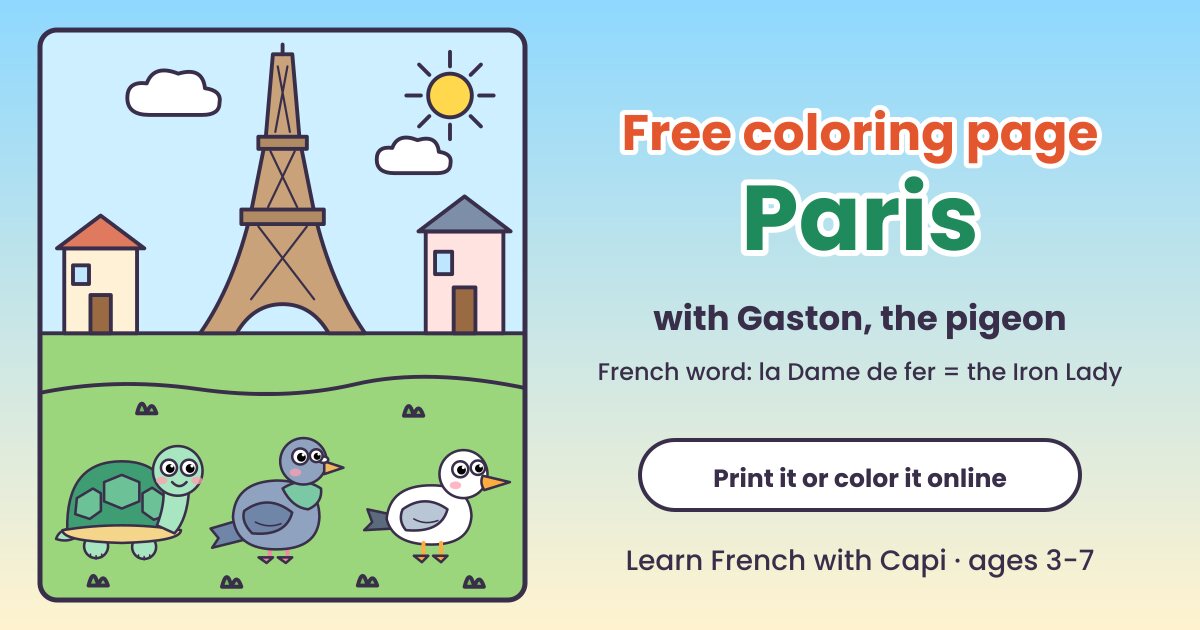 Free coloring page
Paris
with Gaston, the pigeon
French word: la Dame de fer = the Iron Lady
Print it or color it online
Learn French with Capi · ages 3-7